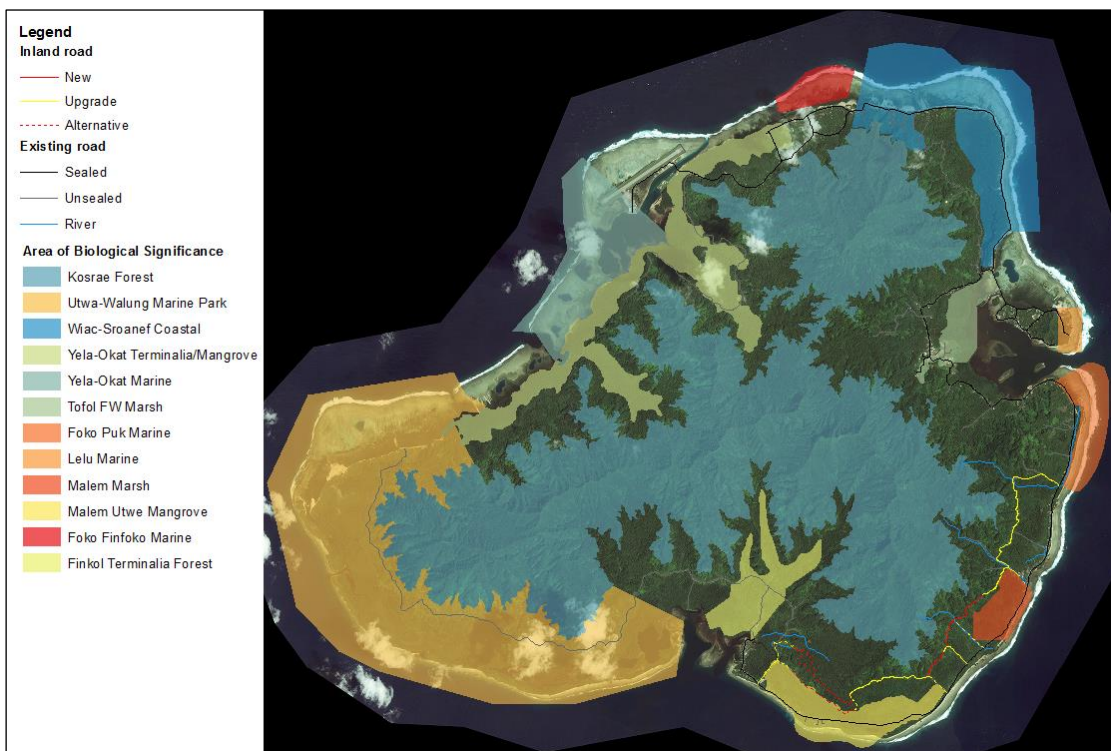 Legend
Inland road
New
Upgrade
Alternative
Existing road
Sealed
Unsealed
River
Area of Biological Significance
Kosrae Forest
Utwa-Walung Marine Park
Wiac-Sroanef Coastal
Yela-Okat Terminalia/Mangrove
Yela-Okat Marine
Tofol FW Marsh
Foko Puk Marine
Lelu Marine
Malem Marsh
Malem Utwe Mangrove
Foko Finfoko Marine
Finkol Terminalia Forest